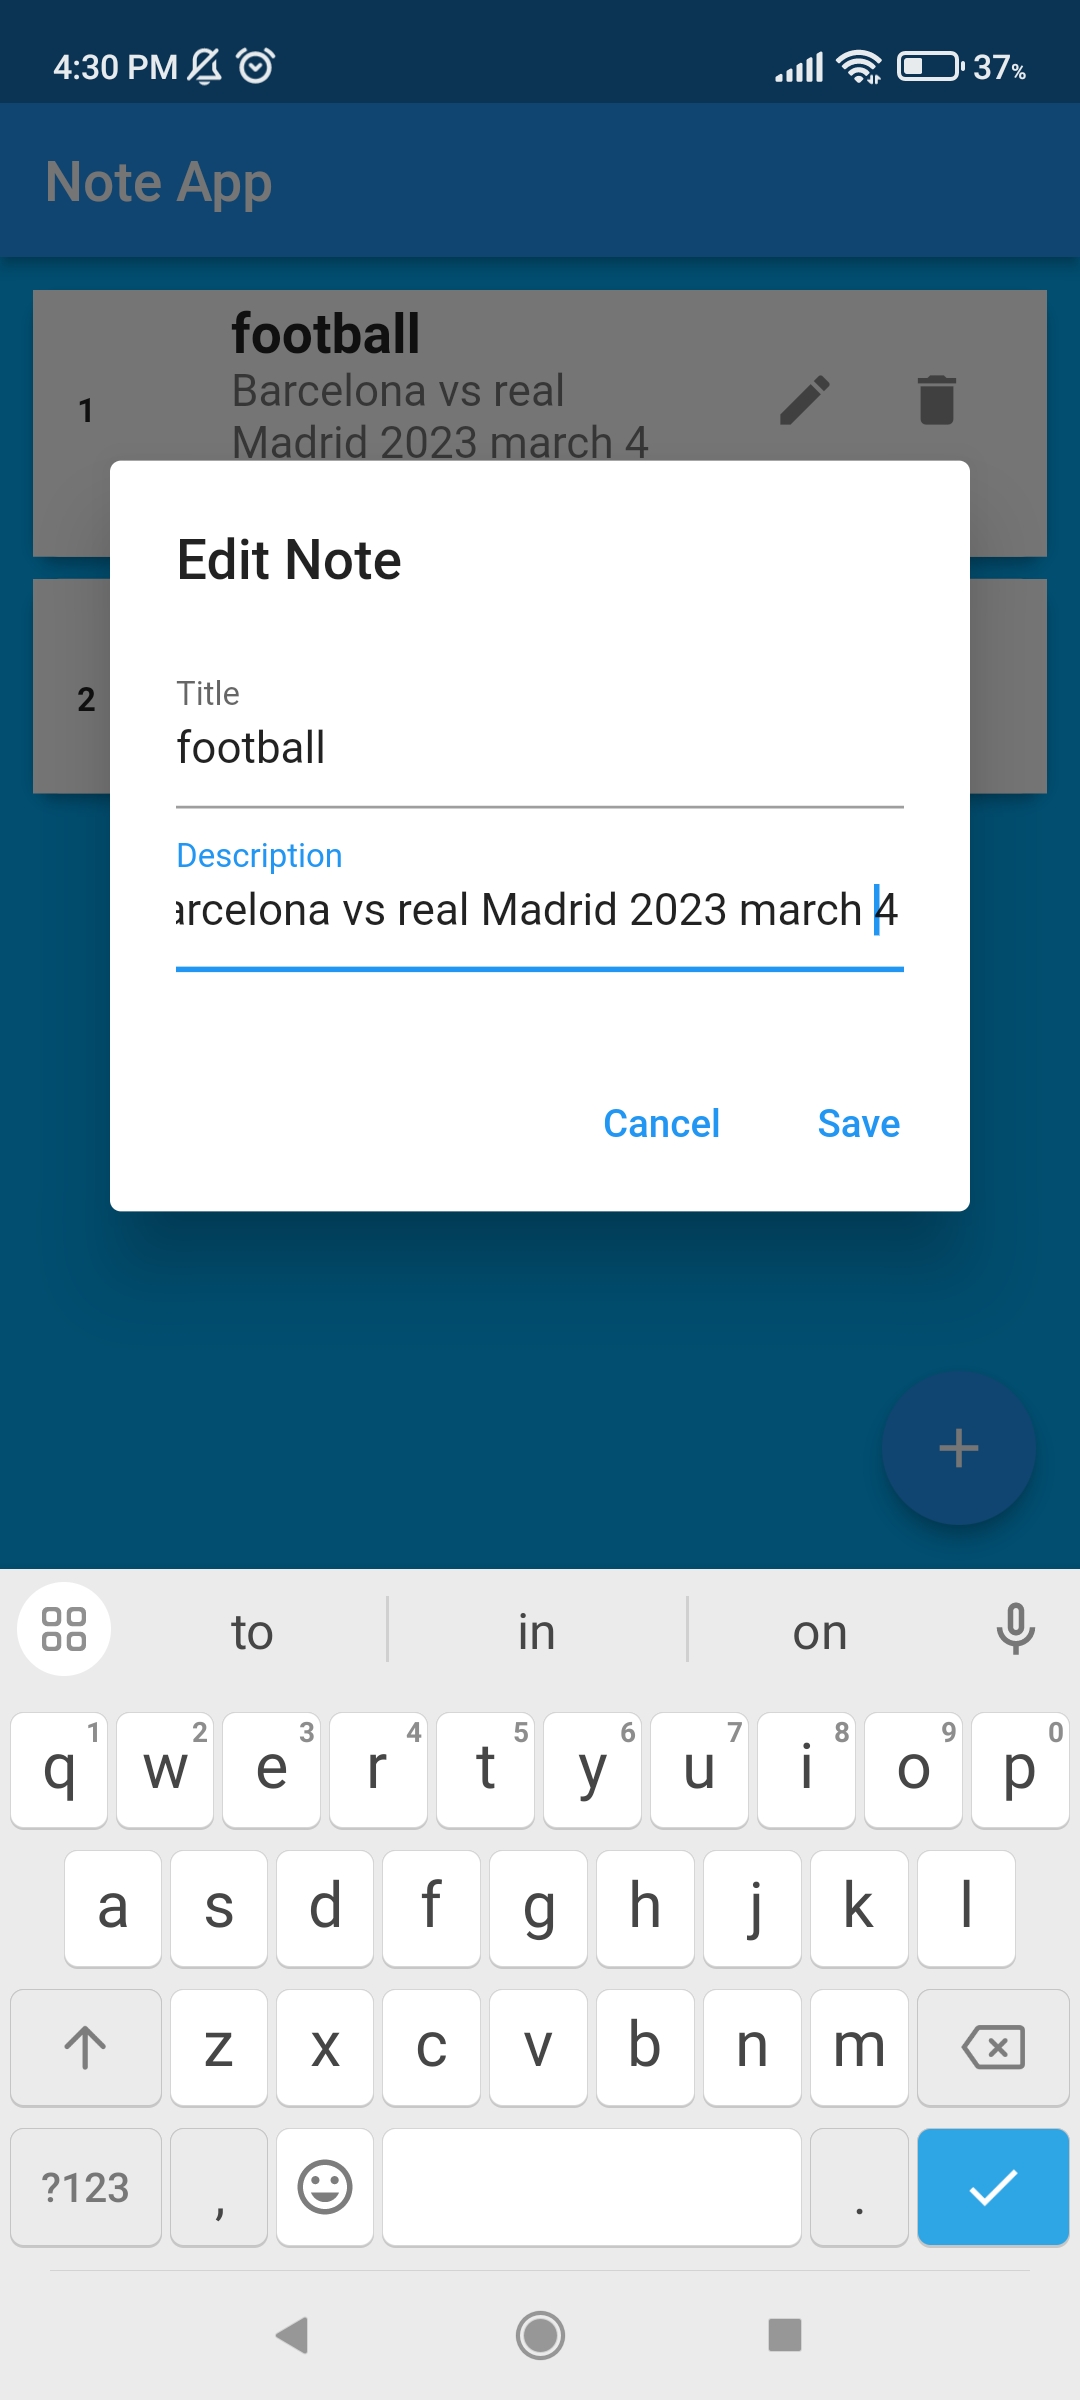 4:30 PM 37%
Note App
football
1 Barcelona vs real
Madrid 2023 march 4
Edit Note
2
Title
football
Description
arcelona vs real Madrid 2023 march 4
Cancel Save
+
to in on
1 2 3 4 5 6 7 8 9 0
q w e r t y u i o p
a s d f g h j k l
z x c v b n m
?123 , .